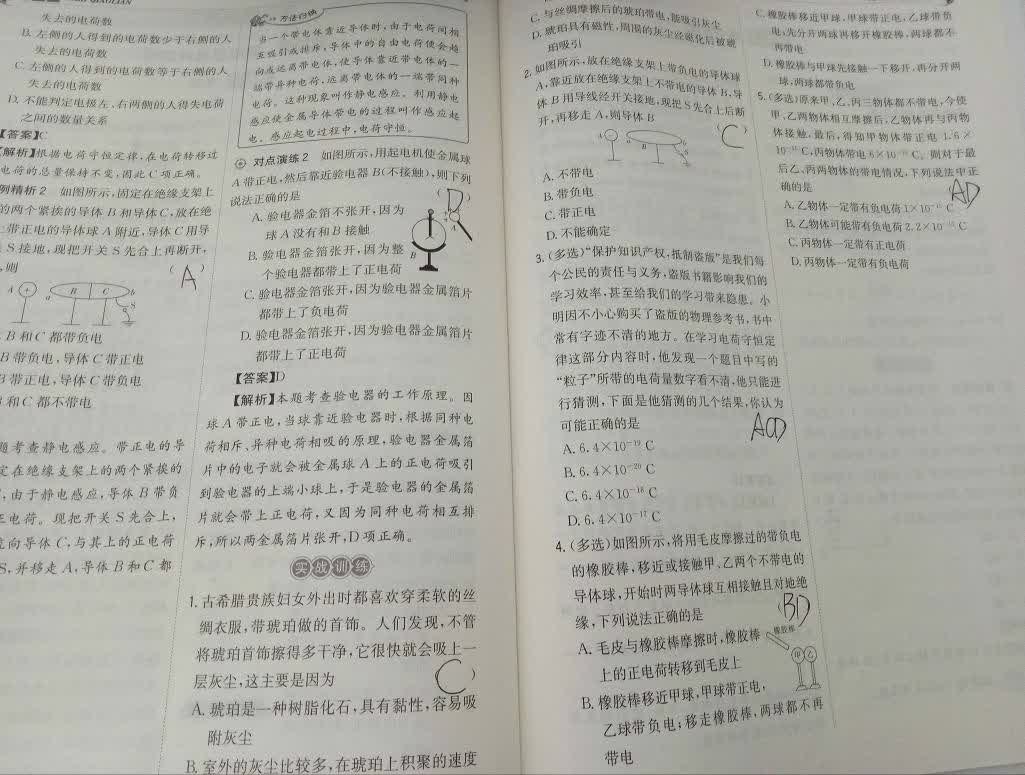 失去的电荷数
B. 左侧的人得到的电荷数少于右侧的人
失去的电荷数
C. 左侧的人得到的电荷数等于右侧的人
失去的电荷数
D. 不能判定电极左、右两侧的人得失电荷
之间的数量关系
【答案】C
【解析】根据电荷守恒定律,在电荷转移过
电荷的总量保持不变,因此C项正确。
例精析2 如图所示,固定在绝缘支架上
的两个紧挨的导体B和导体C,放在绝
带正电的导体球A附近,导体C用导
S接地,现把开关S先合上再断开,
,则 ( A )
A + a B C b S
B和C都带负电
B带负电,导体C带正电
B带正电,导体C带负电
和C都不带电
题考查静电感应。带正电的导
定在绝缘支架上的两个紧挨的
,由于静电感应,导体B带负
正电荷。现把开关S先合上,
流向导体C,与其上的正电荷
S,并移走A,导体B和C都
方法归纳
当一个带电体靠近导体时,由于电荷间相
互吸引或排斥,导体中的自由电荷便会趋
向或远离带电体,使导体靠近带电体的一
端带异种电荷,远离带电体的一端带同种
电荷。这种现象叫作静电感应。利用静电
感应使金属导体带电的过程叫作感应起
电。感应起电过程中,电荷守恒。
对点演练2 如图所示,用起电机使金属球
A带正电,然后靠近验电器B(不接触),则下列
说法正确的是 ( D )
A. 验电器金箔不张开,因为
球A没有和B接触
B. 验电器金箔张开,因为整
个验电器都带上了正电荷
C. 验电器金箔张开,因为验电器金属箔片
都带上了负电荷
D. 验电器金箔张开,因为验电器金属箔片
都带上了正电荷
A
B
【答案】D
【解析】本题考查验电器的工作原理。因
球A带正电,当球靠近验电器时,根据同种电
荷相斥、异种电荷相吸的原理,验电器金属箔
片中的电子就会被金属球A上的正电荷吸引
到验电器的上端小球上,于是验电器的金属箔
片就会带上正电荷,又因为同种电荷相互排
斥,所以两金属箔片张开,D项正确。
实战训练
1. 古希腊贵族妇女外出时都喜欢穿柔软的丝
绸衣服,带琥珀做的首饰。人们发现,不管
将琥珀首饰擦得多干净,它很快就会吸上一
层灰尘,这主要是因为 ( C )
A. 琥珀是一种树脂化石,具有黏性,容易吸
附灰尘
B. 室外的灰尘比较多,在琥珀上积聚的速度
C. 与丝绸摩擦后的琥珀带电,能吸引灰尘
D. 琥珀具有磁性,周围的灰尘经磁化后被琥
珀吸引
2. 如图所示,放在绝缘支架上带负电的导体球
A,靠近放在绝缘支架上不带电的导体B,导
体B用导线经开关接地,现把S先合上后断
开,再移走A,则导体B ( C )
A a B b S
A. 不带电
B. 带负电
C. 带正电
D. 不能确定
3. (多选)“保护知识产权,抵制盗版”是我们每
个公民的责任与义务,盗版书籍影响我们的
学习效率,甚至给我们的学习带来隐患。小
明因不小心购买了盗版的物理参考书,书中
常有字迹不清的地方。在学习电荷守恒定
律这部分内容时,他发现一个题目中写的
“粒子”所带的电荷量数字看不清,他只能进
行猜测,下面是他猜测的几个结果,你认为
可能正确的是 ACD
A. 6.4×10⁻¹⁹ C
B. 6.4×10⁻²⁰ C
C. 6.4×10⁻¹⁸ C
D. 6.4×10⁻¹⁷ C
4. (多选)如图所示,将用毛皮摩擦过的带负电
的橡胶棒,移近或接触甲、乙两个不带电的
导体球,开始时两导体球互相接触且对地绝
缘,下列说法正确的是 ( BD )
A. 毛皮与橡胶棒摩擦时,橡胶棒
上的正电荷转移到毛皮上
B. 橡胶棒移近甲球,甲球带正电,
乙球带负电;移走橡胶棒,两球都不再
带电
橡胶棒
甲 乙
C. 橡胶棒移近甲球,甲球带正电,乙球带负
电,先分开两球再移开橡胶棒,两球都不
再带电
D. 橡胶棒与甲球先接触一下移开,再分开两
球,两球都带负电
5. (多选)原来甲、乙、丙三物体都不带电,今使
甲、乙两物体相互摩擦后,乙物体再与丙物
体接触,最后,得知甲物体带正电 1.6×
C,丙物体带电 C。则对于最
后乙、丙两物体的带电情况,下列说法中正
确的是 AD
A. 乙物体一定带有负电荷 C
B. 乙物体可能带有负电荷 C
C. 丙物体一定带有正电荷
D. 丙物体一定带有负电荷